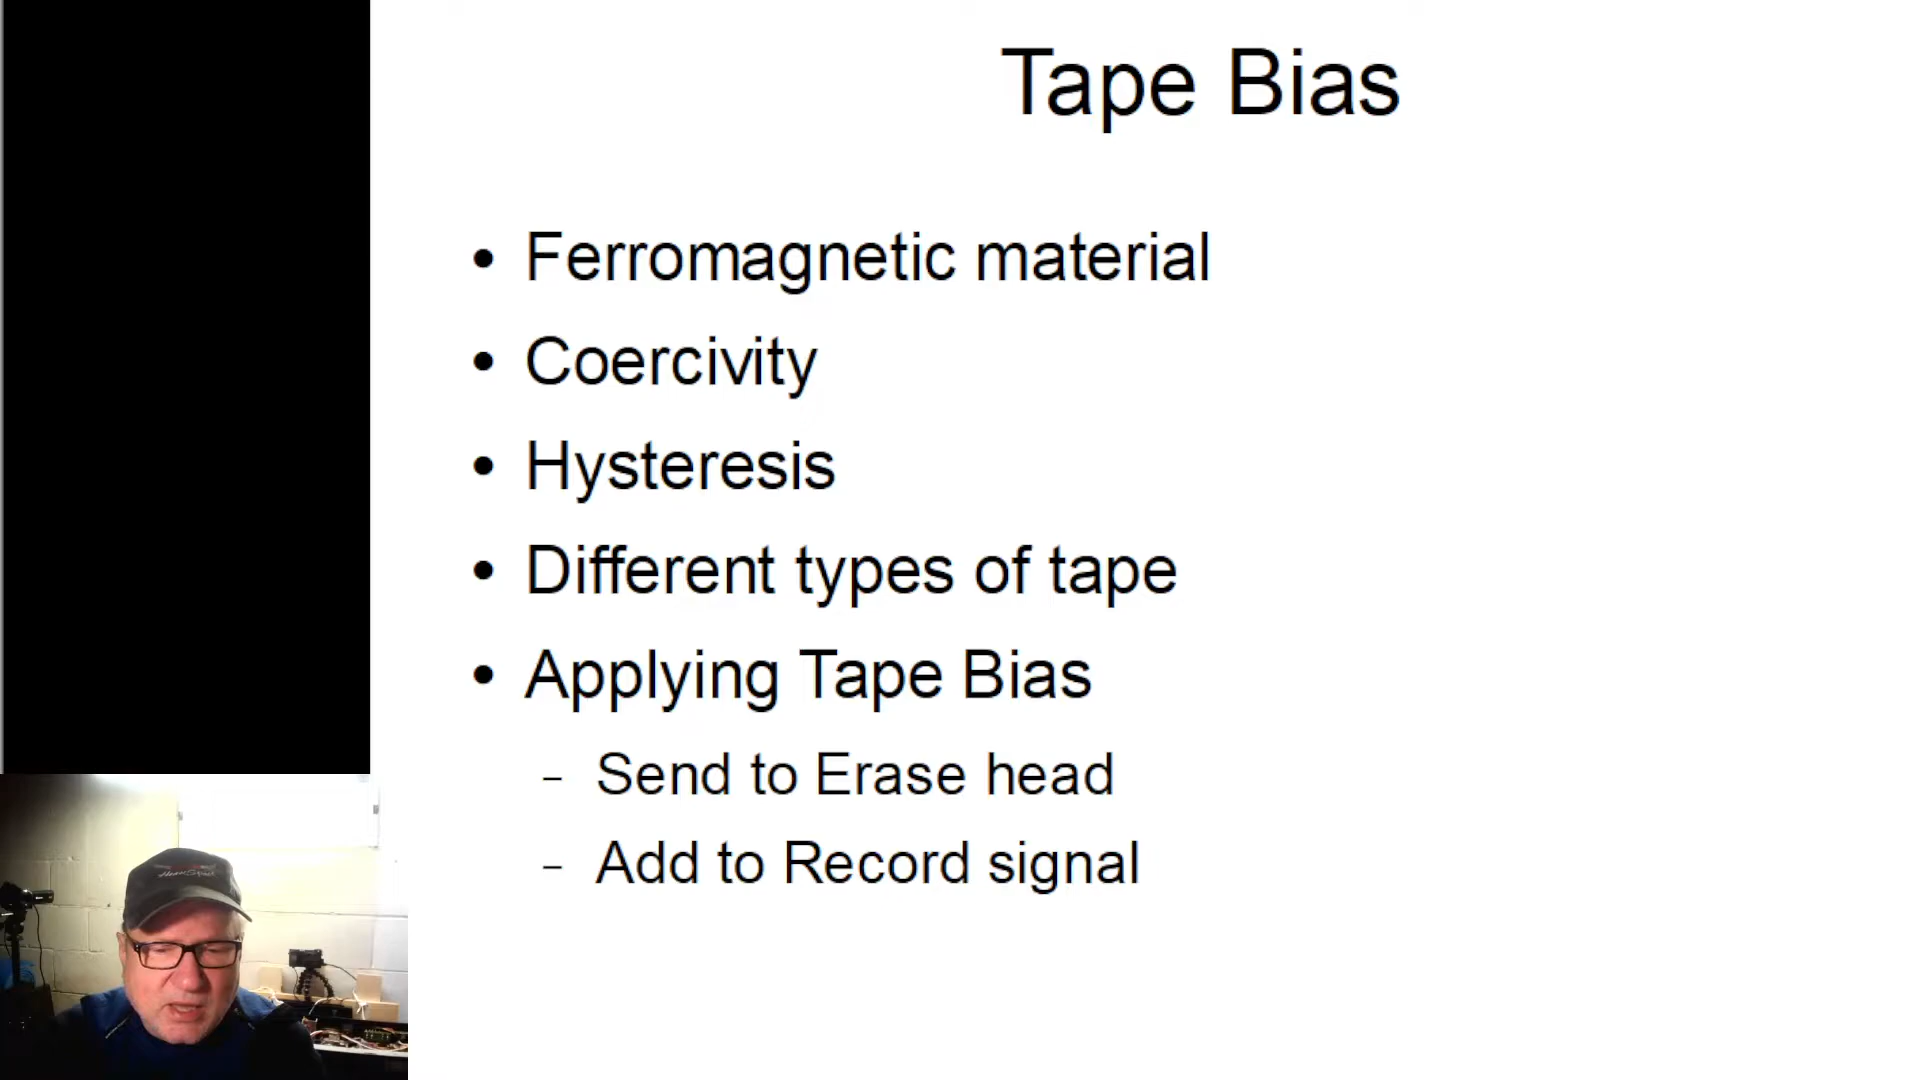 Tape Bias
• Ferromagnetic material
• Coercivity
• Hysteresis
• Different types of tape
• Applying Tape Bias
– Send to Erase head
– Add to Record signal